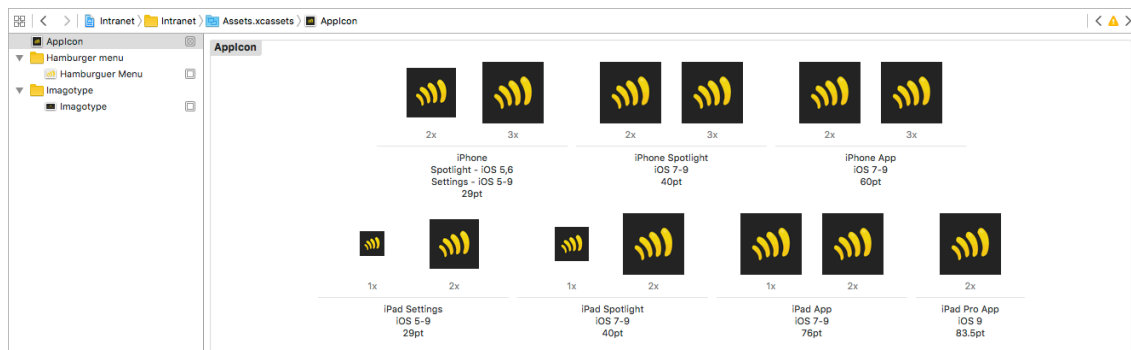 Intranet Intranet Assets.xcassets AppIcon
AppIcon
Hamburger menu
Hamburguer Menu
Imagotype
Imagotype
AppIcon
2x 3x 2x 3x 2x 3x
iPhone
Spotlight - iOS 5,6
Settings - iOS 5-9
29pt
iPhone Spotlight
iOS 7-9
40pt
iPhone App
iOS 7-9
60pt
1x 2x 1x 2x 1x 2x 2x
iPad Settings
iOS 5-9
29pt
iPad Spotlight
iOS 7-9
40pt
iPad App
iOS 7-9
76pt
iPad Pro App
iOS 9
83.5pt